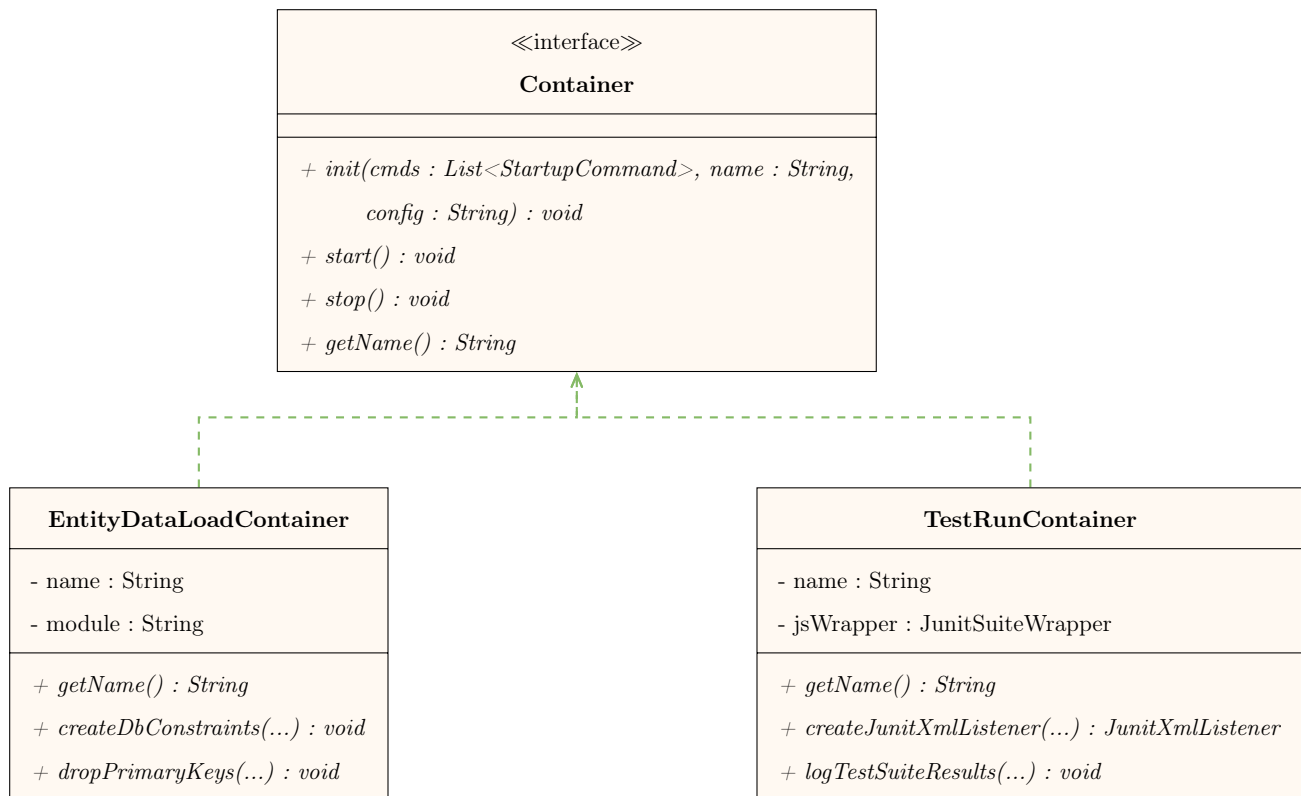 ≪interface≫
Container
+ init(cmds : List<StartupCommand>, name : String,
config : String) : void
+ start() : void
+ stop() : void
+ getName() : String
EntityDataLoadContainer
- name : String
- module : String
+ getName() : String
+ createDbConstraints(...) : void
+ dropPrimaryKeys(...) : void
TestRunContainer
- name : String
- jsWrapper : JunitSuiteWrapper
+ getName() : String
+ createJunitXmlListener(...) : JunitXmlListener
+ logTestSuiteResults(...) : void